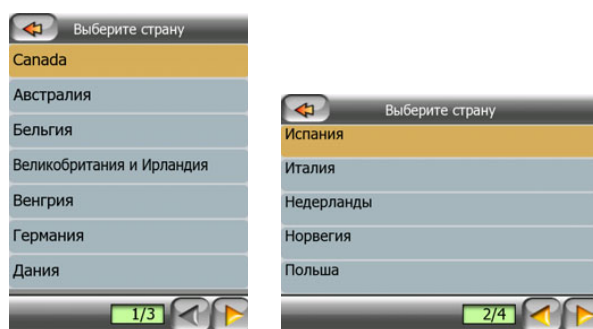 Выберите страну
Canada
Австралия
Бельгия
Великобритания и Ирландия
Венгрия
Германия
Дания
1/3
Выберите страну
Испания
Италия
Недерланды
Норвегия
Польша
2/4